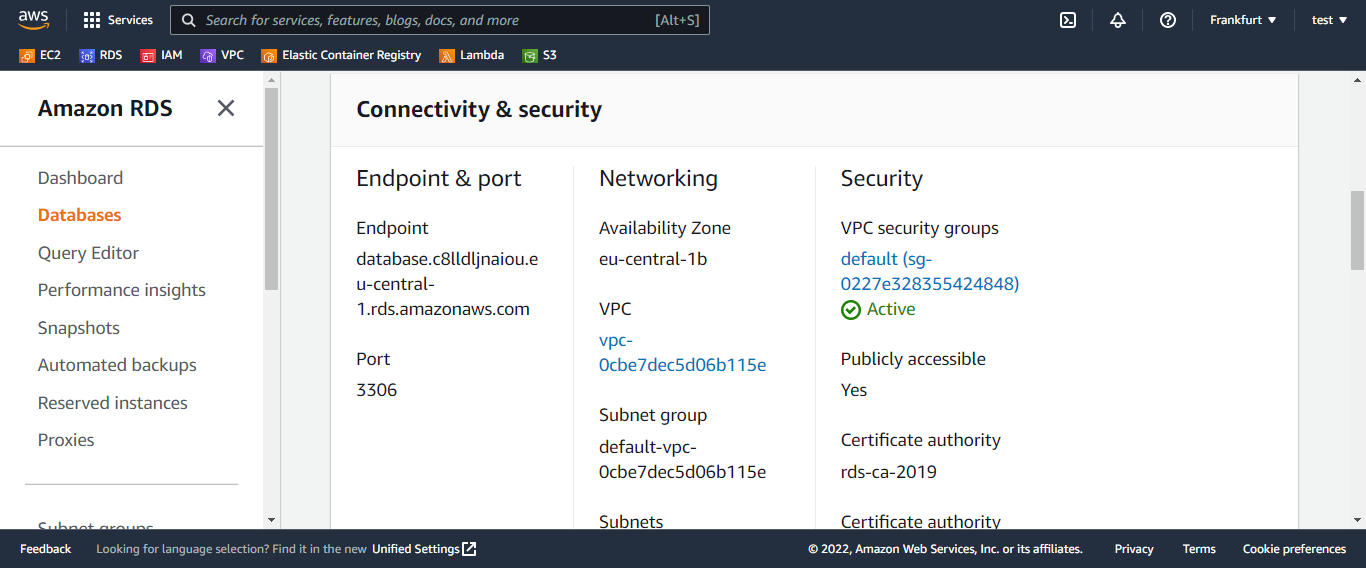 aws
Services
Search for services, features, blogs, docs, and more
[Alt+S]
Frankfurt
test
EC2
RDS
IAM
VPC
Elastic Container Registry
Lambda
S3
Amazon RDS
Dashboard
Databases
Query Editor
Performance insights
Snapshots
Automated backups
Reserved instances
Proxies
Subnet groups
Connectivity & security
Endpoint & port
Endpoint
database.c8lldljnaiou.e
u-central-
1.rds.amazonaws.com
Port
3306
Networking
Availability Zone
eu-central-1b
VPC
vpc-
0cbe7dec5d06b115e
Subnet group
default-vpc-
0cbe7dec5d06b115e
Subnets
Security
VPC security groups
default (sg-
0227e328355424848)
Active
Publicly accessible
Yes
Certificate authority
rds-ca-2019
Certificate authority
Feedback
Looking for language selection? Find it in the new Unified Settings
© 2022, Amazon Web Services, Inc. or its affiliates.
Privacy
Terms
Cookie preferences